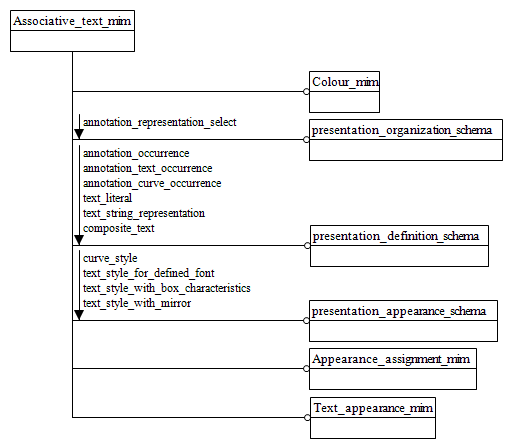 Associative_text_mim
Colour_mim
annotation_representation_select
presentation_organization_schema
annotation_occurrence
annotation_text_occurrence
annotation_curve_occurrence
text_literal
text_string_representation
composite_text
presentation_definition_schema
curve_style
text_style_for_defined_font
text_style_with_box_characteristics
text_style_with_mirror
presentation_appearance_schema
Appearance_assignment_mim
Text_appearance_mim